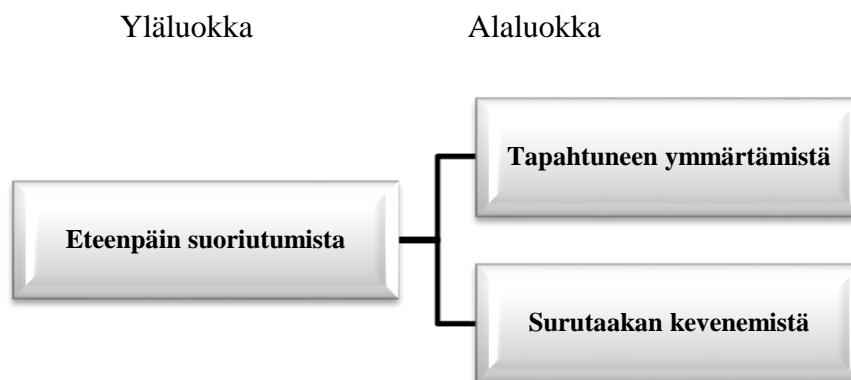 Yläluokka Alaluokka
Tapahtuneen ymmärtämistä
Eteenpäin suoriutumista
Surutaakan kevenemistä